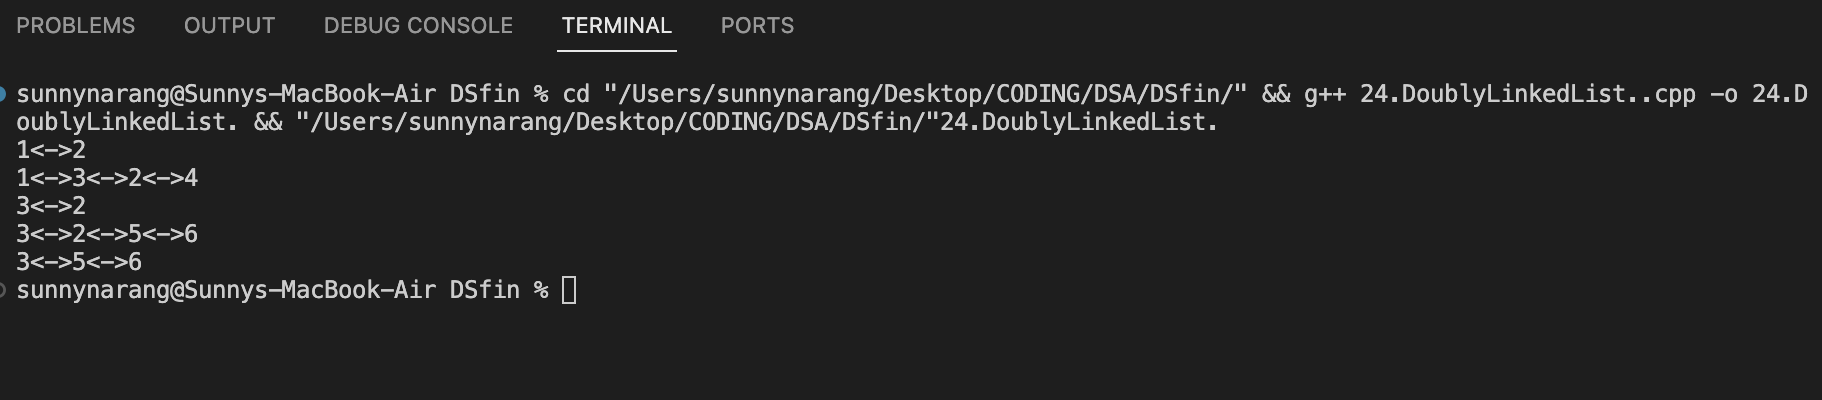 PROBLEMS OUTPUT DEBUG CONSOLE TERMINAL PORTS
sunnynarang@Sunnys-MacBook-Air DSfin % cd "/Users/sunnynarang/Desktop/CODING/DSA/DSfin/" && g++ 24.DoublyLinkedList..cpp -o 24.D
oublyLinkedList. && "/Users/sunnynarang/Desktop/CODING/DSA/DSfin/"24.DoublyLinkedList.
1<->2
1<->3<->2<->4
3<->2
3<->2<->5<->6
3<->5<->6
sunnynarang@Sunnys-MacBook-Air DSfin %